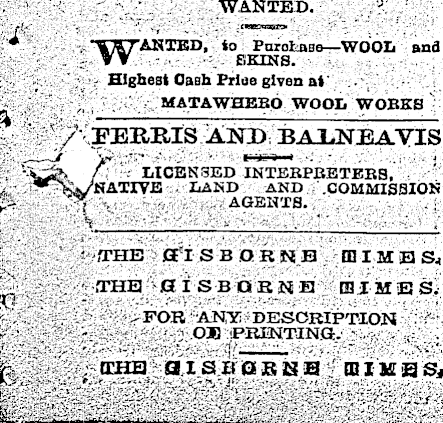 WANTED.
WANTED, to Purchase—WOOL and
SKINS.
Highest Cash Price given at
MATAWHERO WOOL WORKS
FERRIS AND BALNEAVIS
LICENSED INTERPRETERS,
NATIVE LAND AND COMMISSION
AGENTS.
THE GISBORNE TIMES.
THE GISBORNE TIMES.
FOR ANY DESCRIPTION
OF PRINTING.
THE GISBORNE TIMES.